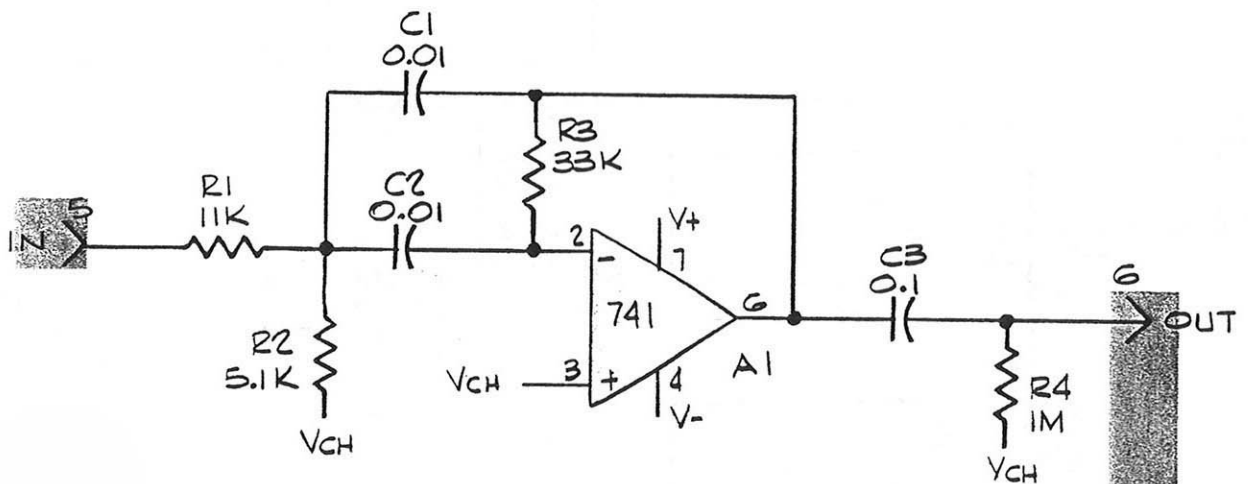 C1
0.01
R3
33K
C2
0.01
R1
11K
5
IN
2
-
V+
7
741
6
C3
0.1
6
OUT
R2
5.1K
VCH
VCH
3
+
4
V-
A1
R4
1M
VCH